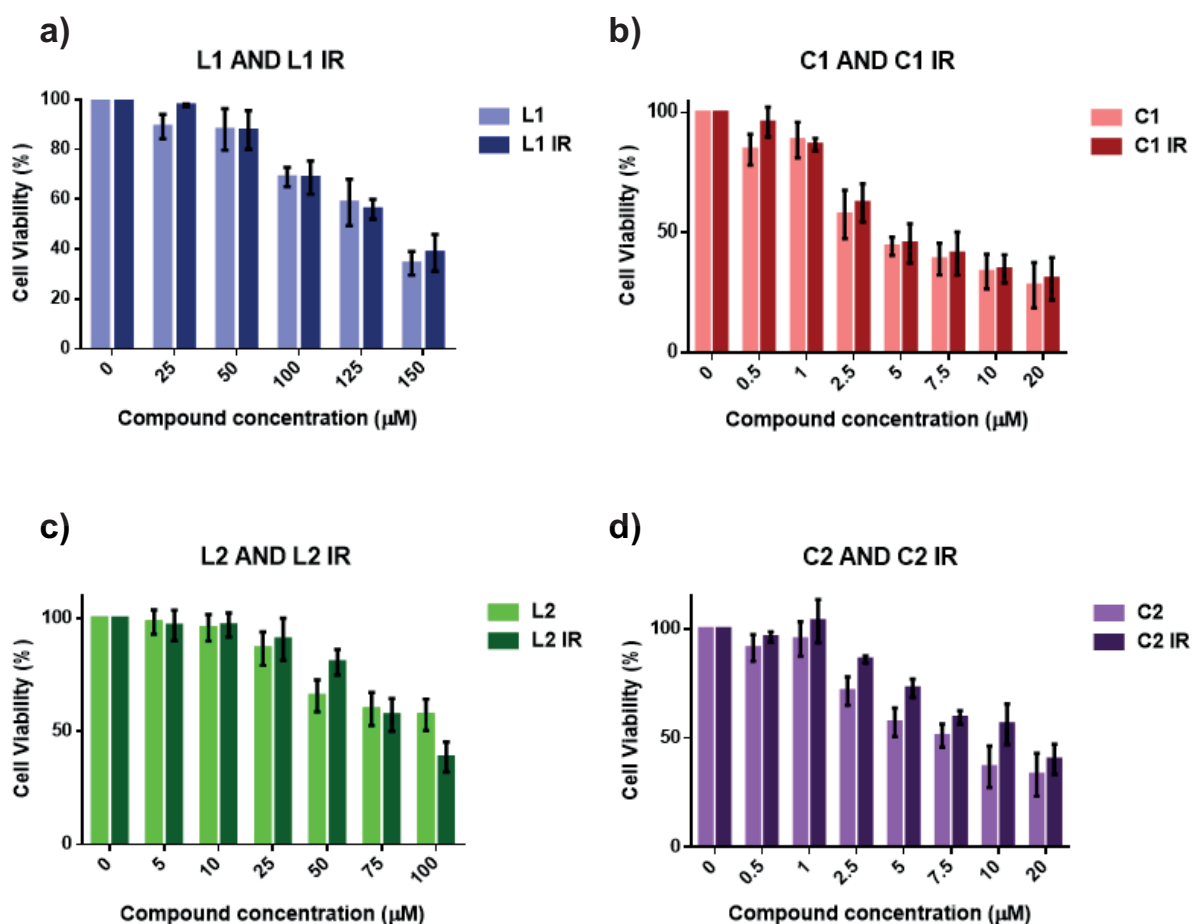 a)
L1 AND L1 IR
100
80
60
40
20
0
Cell Viability (%)
0
25
50
100
125
150
Compound concentration (µM)
L1
L1 IR
b)
C1 AND C1 IR
100
50
0
Cell Viability (%)
0
0.5
1
2.5
5
7.5
10
20
Compound concentration (µM)
C1
C1 IR
c)
L2 AND L2 IR
100
50
0
Cell Viability (%)
0
5
10
25
50
75
100
Compound concentration (µM)
L2
L2 IR
d)
C2 AND C2 IR
100
50
0
Cell Viability (%)
0
0.5
1
2.5
5
7.5
10
20
Compound concentration (µM)
C2
C2 IR